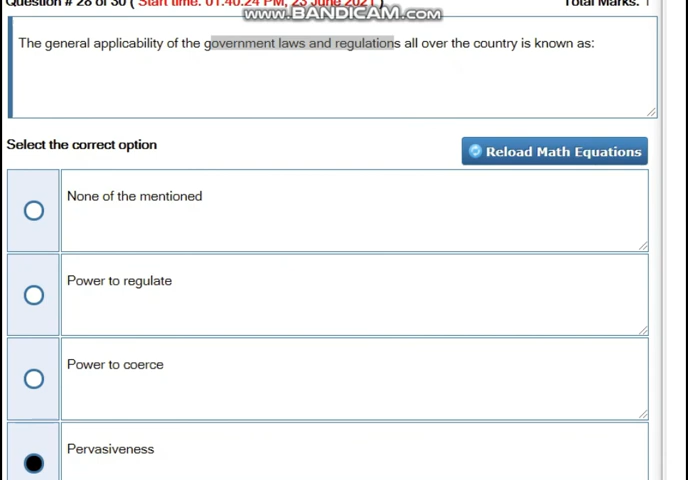 Question # 28 of 30 ( Start time: 01:40:24 PM, 23 June 2021 )
Total Marks: 1
www.BANDICAM.com
The general applicability of the government laws and regulations all over the country is known as:
Select the correct option
Reload Math Equations
None of the mentioned
Power to regulate
Power to coerce
Pervasiveness